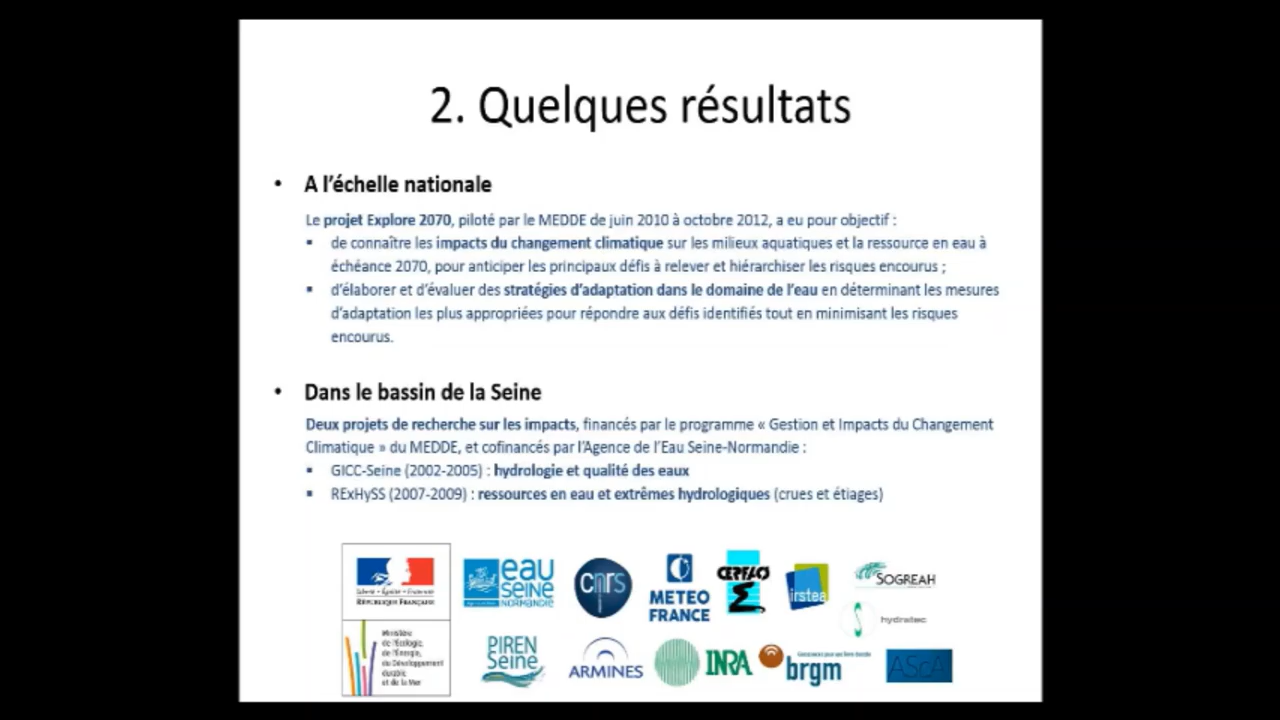 2. Quelques résultats
• A l'échelle nationale
Le projet Explore 2070, piloté par le MEDDE de juin 2010 à octobre 2012, a eu pour objectif :
▪ de connaître les impacts du changement climatique sur les milieux aquatiques et la ressource en eau à
échéance 2070, pour anticiper les principaux défis à relever et hiérarchiser les risques encourus ;
▪ d'élaborer et d'évaluer des stratégies d'adaptation dans le domaine de l'eau en déterminant les mesures
d'adaptation les plus appropriées pour répondre aux défis identifiés tout en minimisant les risques
encourus.
• Dans le bassin de la Seine
Deux projets de recherche sur les impacts, financés par le programme « Gestion et Impacts du Changement
Climatique » du MEDDE, et cofinancés par l'Agence de l'Eau Seine-Normandie :
▪ GICC-Seine (2002-2005) : hydrologie et qualité des eaux
▪ RExHySS (2007-2009) : ressources en eau et extrêmes hydrologiques (crues et étiages)
Liberté • Égalité • Fraternité
RÉPUBLIQUE FRANÇAISE
Ministère
de l'Écologie,
de l'Énergie,
du Développement
durable
et de la Mer
eau
seine
NORMANDIE
cnrs
METEO
FRANCE
CERFACS
irstea
SOGREAH
hydratec
PIREN
Seine
ARMINES
INRA
brgm
AScA